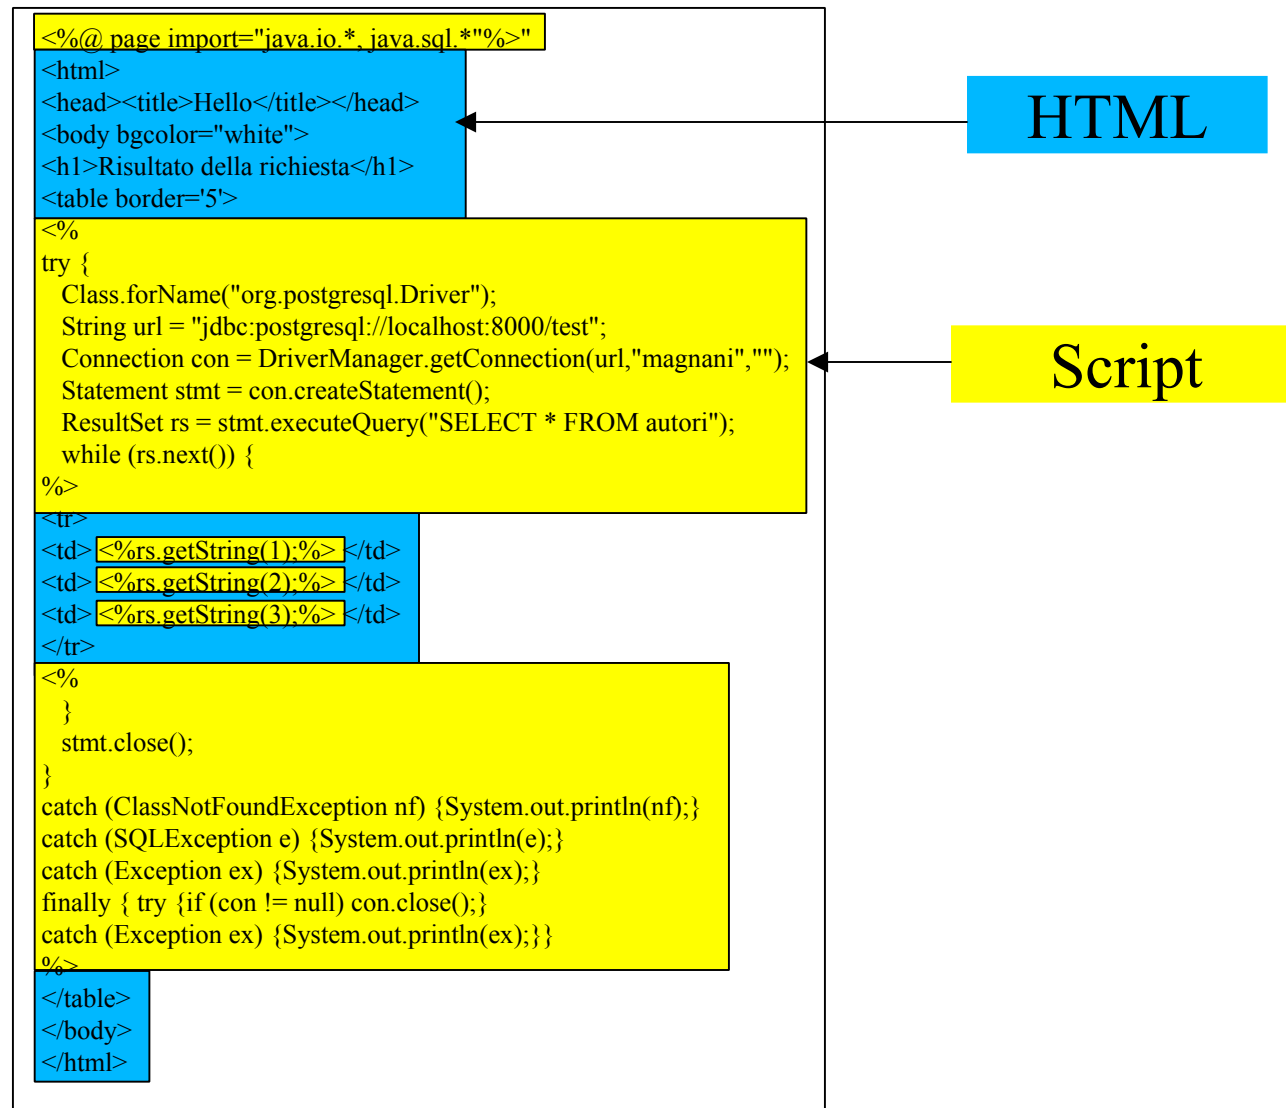 <%@ page import="java.io.*, java.sql.*"%>"
<html>
<head><title>Hello</title></head>
<body bgcolor="white">
<h1>Risultato della richiesta</h1>
<table border='5'>
<%
try {
Class.forName("org.postgresql.Driver");
String url = "jdbc:postgresql://localhost:8000/test";
Connection con = DriverManager.getConnection(url,"magnani","");
Statement stmt = con.createStatement();
ResultSet rs = stmt.executeQuery("SELECT * FROM autori");
while (rs.next()) {
%>
<tr>
<td> <%rs.getString(1);%> </td>
<td> <%rs.getString(2);%> </td>
<td> <%rs.getString(3);%> </td>
</tr>
<%
}
stmt.close();
}
catch (ClassNotFoundException nf) {System.out.println(nf);}
catch (SQLException e) {System.out.println(e);}
catch (Exception ex) {System.out.println(ex);}
finally { try {if (con != null) con.close();}
catch (Exception ex) {System.out.println(ex);}}
%>
</table>
</body>
</html>
HTML
Script